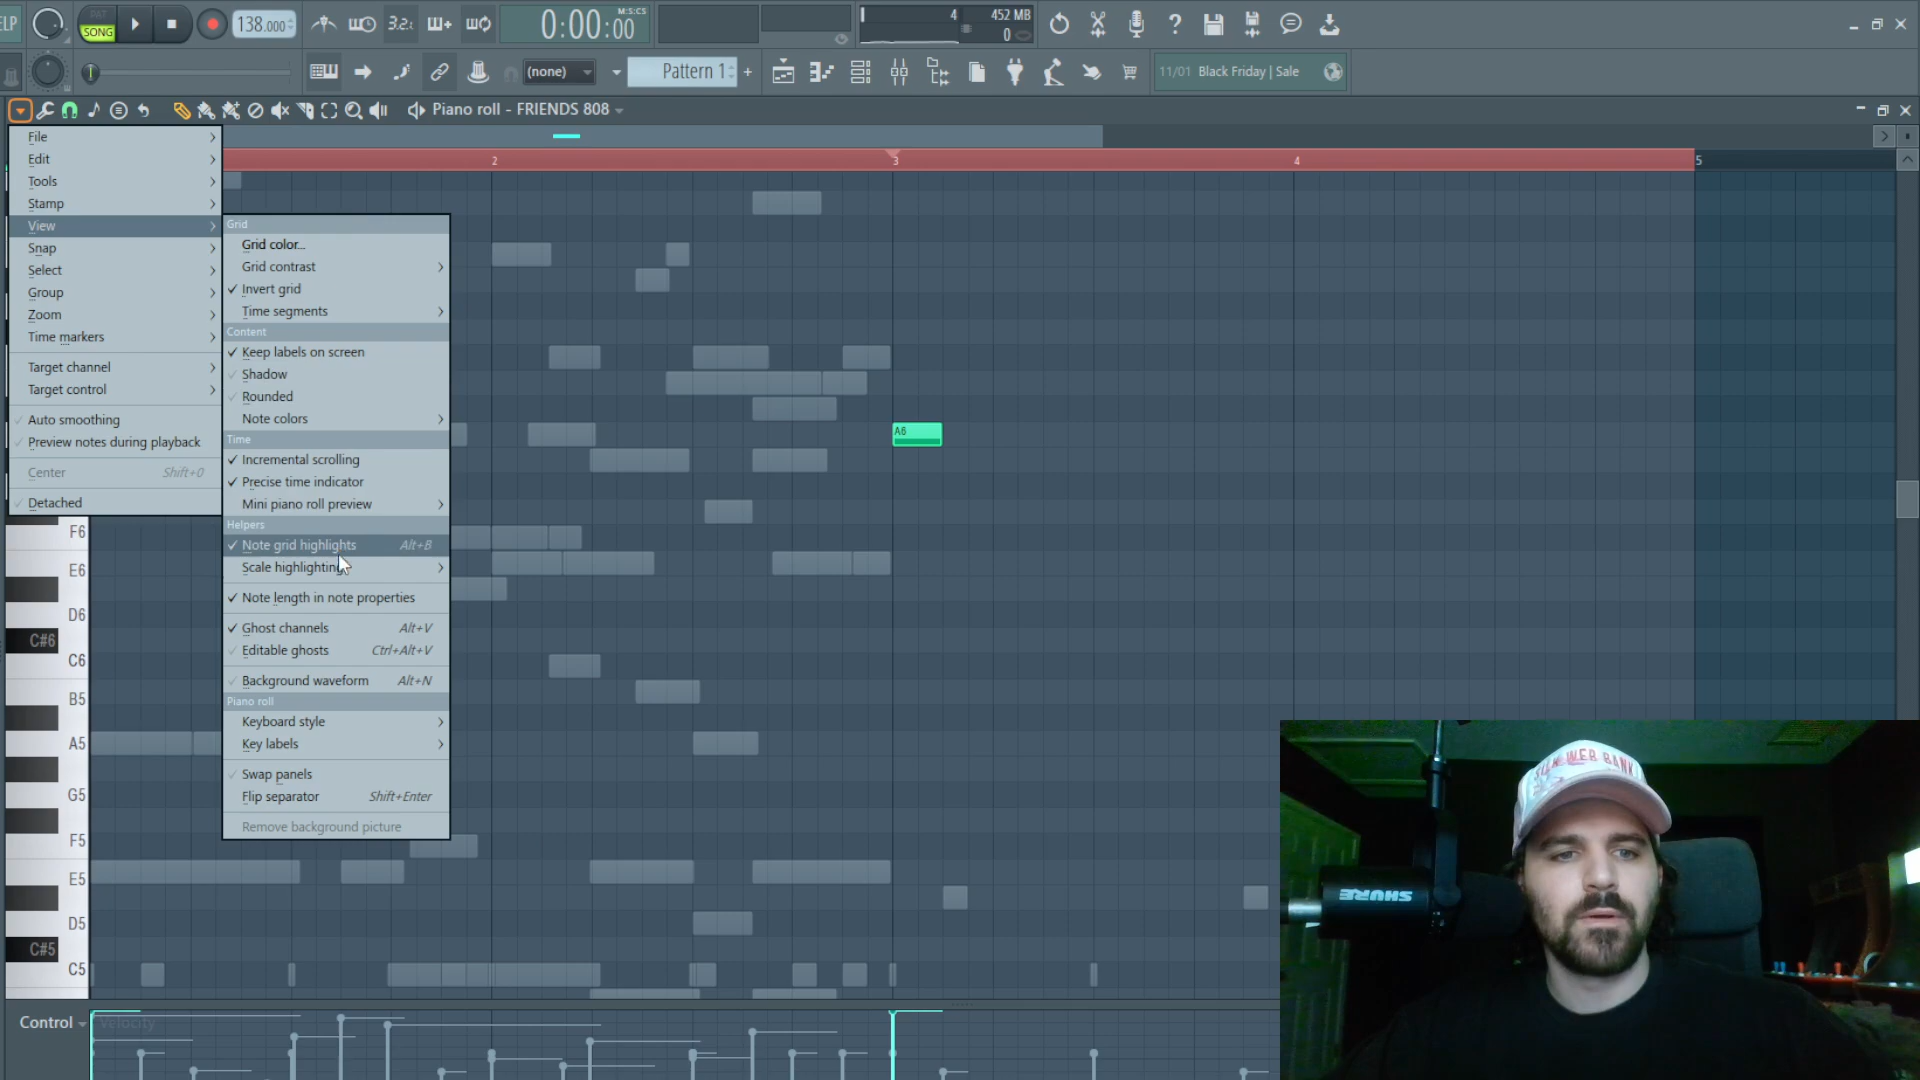 ELP
PAT
SONG
138.000
3.2:
0:00:00
M:S:CS
4
452 MB
0
(none)
Pattern 1
+
11/01 Black Friday | Sale
Piano roll - FRIENDS 808
2
3
4
5
File
Edit
Tools
Stamp
View
Snap
Select
Group
Zoom
Time markers
Target channel
Target control
Auto smoothing
Preview notes during playback
Center Shift+0
Detached
Grid
Grid color...
Grid contrast
Invert grid
Time segments
Content
Keep labels on screen
Shadow
Rounded
Note colors
Time
Incremental scrolling
Precise time indicator
Mini piano roll preview
Helpers
Note grid highlights Alt+B
Scale highlighting
Note length in note properties
Ghost channels Alt+V
Editable ghosts Ctrl+Alt+V
Background waveform Alt+N
Piano roll
Keyboard style
Key labels
Swap panels
Flip separator Shift+Enter
Remove background picture
A6
F6
E6
D6
C#6
C6
B5
A5
G5
F5
E5
D5
C#5
C5
Control
Velocity
SHURE
WEB BANK